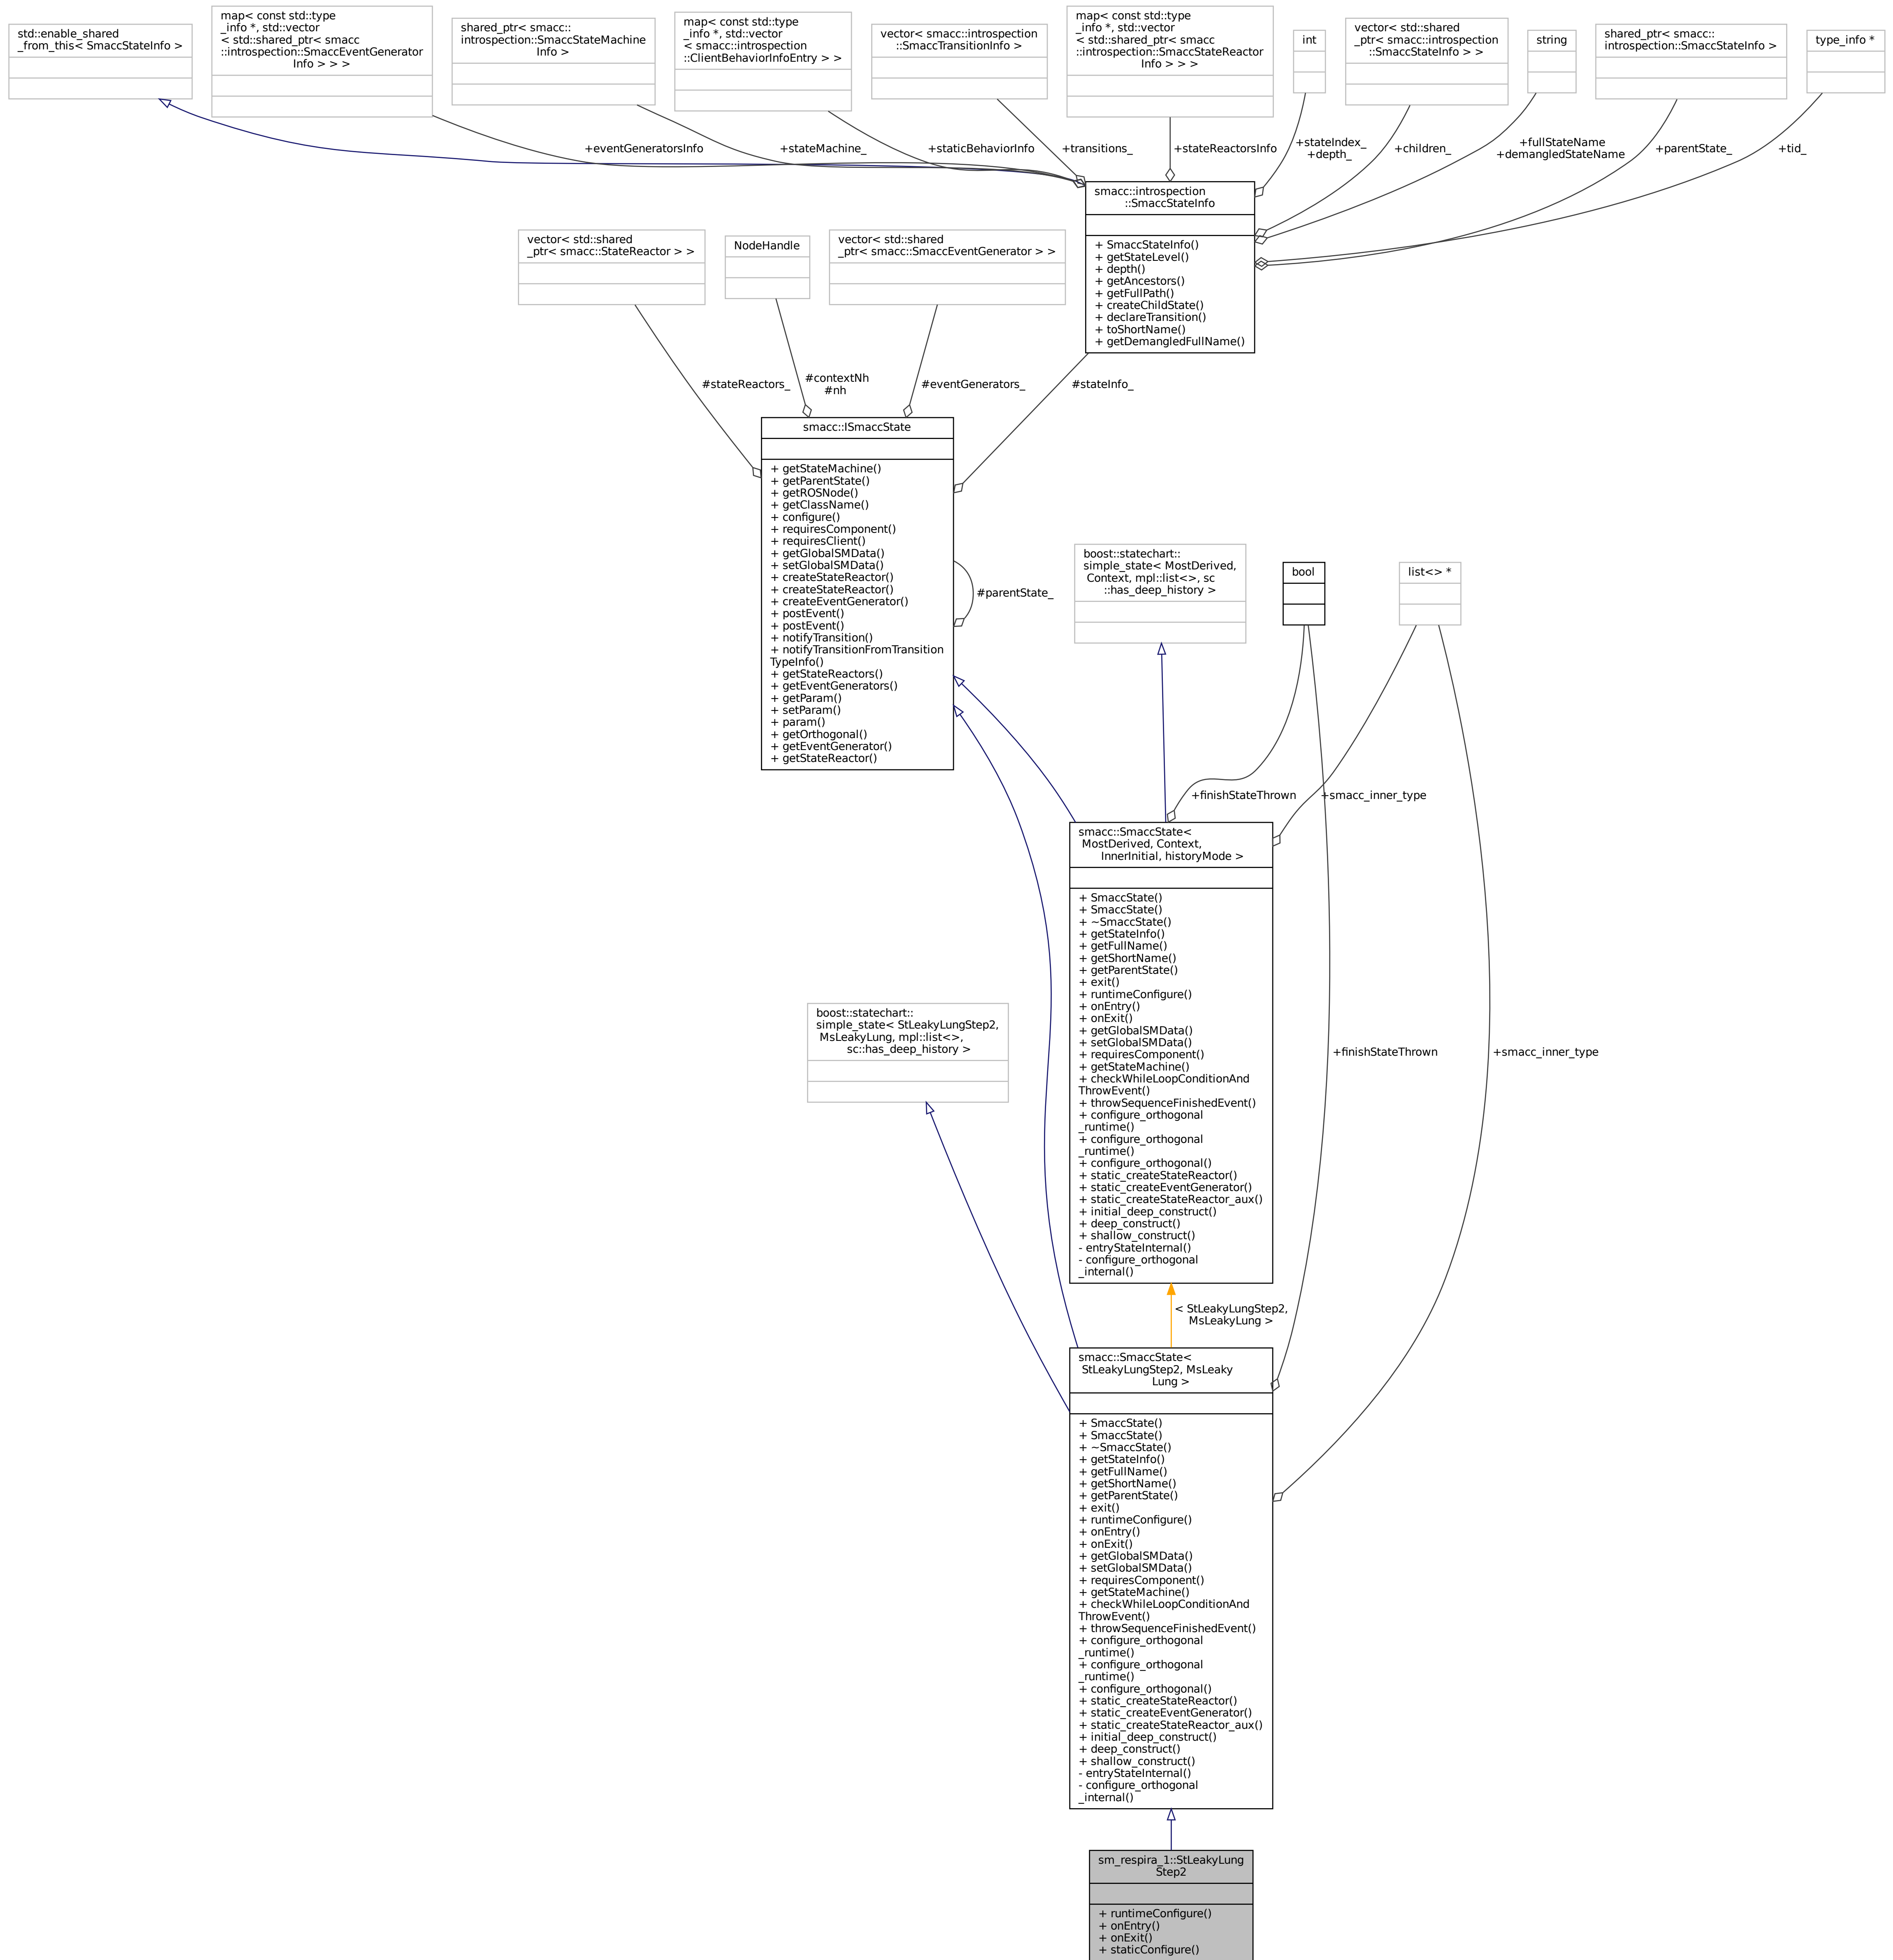 std::enable_shared
_from_this< SmaccStateInfo >
map< const std::type
_info *, std::vector
< std::shared_ptr< smacc
::introspection::SmaccEventGenerator
Info > > >
shared_ptr< smacc::
introspection::SmaccStateMachine
Info >
map< const std::type
_info *, std::vector
< smacc::introspection
::ClientBehaviorInfoEntry > >
vector< smacc::introspection
::SmaccTransitionInfo >
map< const std::type
_info *, std::vector
< std::shared_ptr< smacc
::introspection::SmaccStateReactor
Info > > >
int
vector< std::shared
_ptr< smacc::introspection
::SmaccStateInfo > >
string
shared_ptr< smacc::
introspection::SmaccStateInfo >
type_info *
+eventGeneratorsInfo
+stateMachine_
+staticBehaviorInfo
+transitions_
+stateReactorsInfo
+stateIndex_
+depth_
+children_
+fullStateName
+demangledStateName
+parentState_
+tid_
smacc::introspection
::SmaccStateInfo
+ SmaccStateInfo()
+ getStateLevel()
+ depth()
+ getAncestors()
+ getFullPath()
+ createChildState()
+ declareTransition()
+ toShortName()
+ getDemangledFullName()
vector< std::shared
_ptr< smacc::StateReactor > >
NodeHandle
vector< std::shared
_ptr< smacc::SmaccEventGenerator > >
#stateReactors_
#contextNh
#nh
#eventGenerators_
#stateInfo_
smacc::ISmaccState
+ getStateMachine()
+ getParentState()
+ getROSNode()
+ getClassName()
+ configure()
+ requiresComponent()
+ requiresClient()
+ getGlobalSMData()
+ setGlobalSMData()
+ createStateReactor()
+ createStateReactor()
+ createEventGenerator()
+ postEvent()
+ postEvent()
+ notifyTransition()
+ notifyTransitionFromTransition
TypeInfo()
+ getStateReactors()
+ getEventGenerators()
+ getParam()
+ setParam()
+ param()
+ getOrthogonal()
+ getEventGenerator()
+ getStateReactor()
#parentState_
boost::statechart::
simple_state< MostDerived,
Context, mpl::list<>, sc
::has_deep_history >
bool
list<> *
+finishStateThrown
+smacc_inner_type
smacc::SmaccState<
MostDerived, Context,
InnerInitial, historyMode >
+ SmaccState()
+ SmaccState()
+ ~SmaccState()
+ getStateInfo()
+ getFullName()
+ getShortName()
+ getParentState()
+ exit()
+ runtimeConfigure()
+ onEntry()
+ onExit()
+ getGlobalSMData()
+ setGlobalSMData()
+ requiresComponent()
+ getStateMachine()
+ checkWhileLoopConditionAnd
ThrowEvent()
+ throwSequenceFinishedEvent()
+ configure_orthogonal
_runtime()
+ configure_orthogonal
_runtime()
+ configure_orthogonal()
+ static_createStateReactor()
+ static_createEventGenerator()
+ static_createStateReactor_aux()
+ initial_deep_construct()
+ deep_construct()
+ shallow_construct()
- entryStateInternal()
- configure_orthogonal
_internal()
boost::statechart::
simple_state< StLeakyLungStep2,
MsLeakyLung, mpl::list<>,
sc::has_deep_history >
+finishStateThrown
+smacc_inner_type
< StLeakyLungStep2,
MsLeakyLung >
smacc::SmaccState<
StLeakyLungStep2, MsLeaky
Lung >
+ SmaccState()
+ SmaccState()
+ ~SmaccState()
+ getStateInfo()
+ getFullName()
+ getShortName()
+ getParentState()
+ exit()
+ runtimeConfigure()
+ onEntry()
+ onExit()
+ getGlobalSMData()
+ setGlobalSMData()
+ requiresComponent()
+ getStateMachine()
+ checkWhileLoopConditionAnd
ThrowEvent()
+ throwSequenceFinishedEvent()
+ configure_orthogonal
_runtime()
+ configure_orthogonal
_runtime()
+ configure_orthogonal()
+ static_createStateReactor()
+ static_createEventGenerator()
+ static_createStateReactor_aux()
+ initial_deep_construct()
+ deep_construct()
+ shallow_construct()
- entryStateInternal()
- configure_orthogonal
_internal()
sm_respira_1::StLeakyLung
Step2
+ runtimeConfigure()
+ onEntry()
+ onExit()
+ staticConfigure()